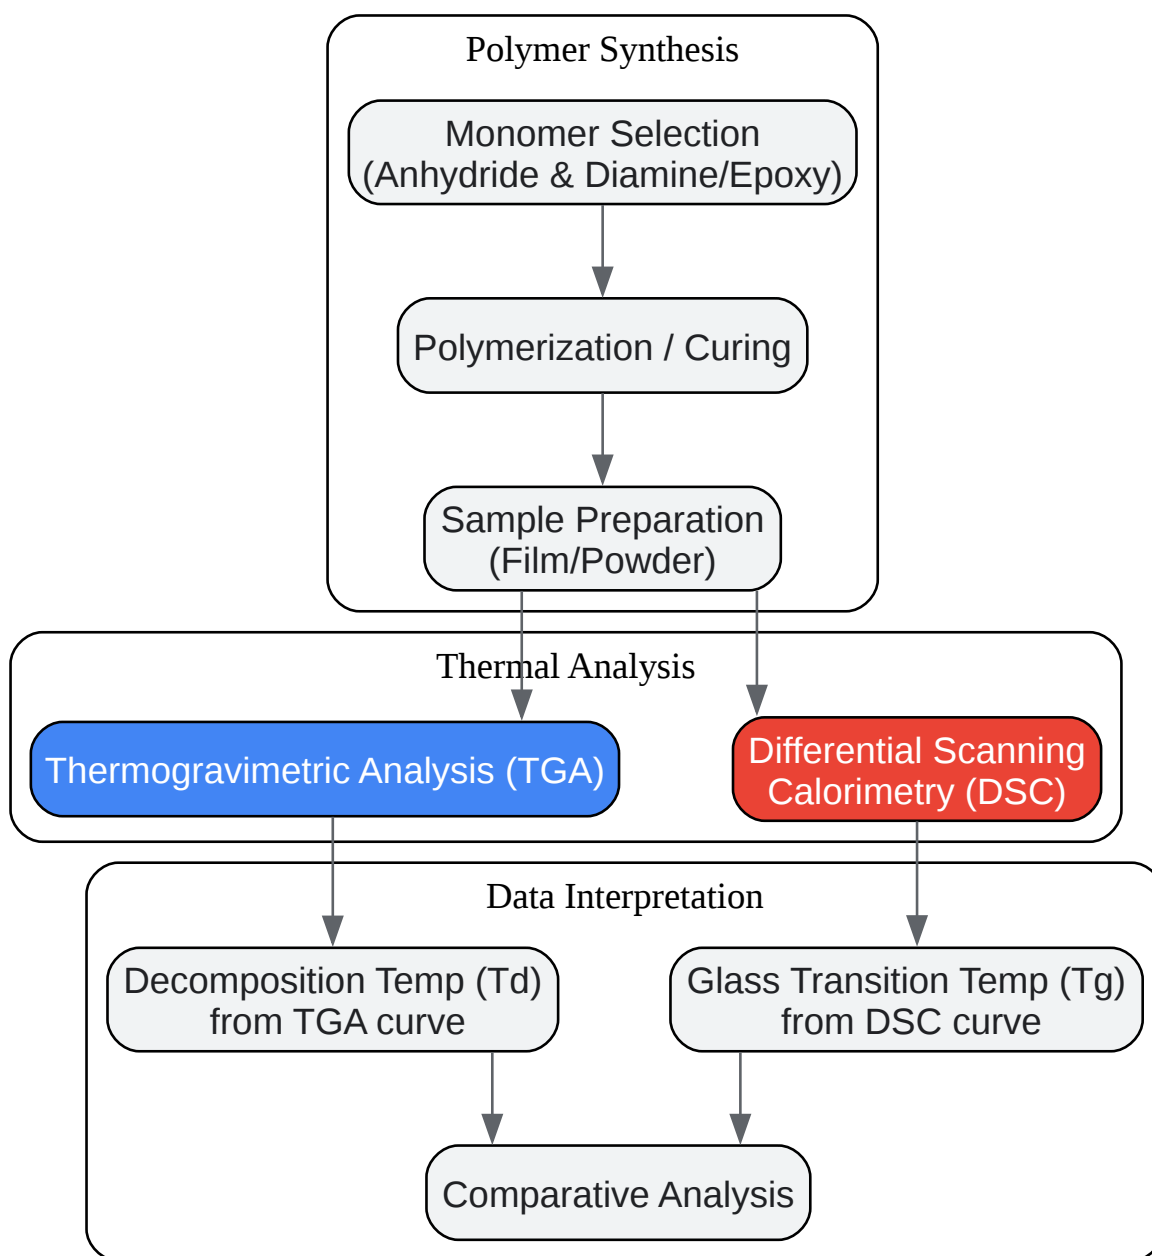 Polymer Synthesis
Monomer Selection
(Anhydride & Diamine/Epoxy)
Polymerization / Curing
Sample Preparation
(Film/Powder)
Thermal Analysis
Thermogravimetric Analysis (TGA)
Differential Scanning
Calorimetry (DSC)
Data Interpretation
Decomposition Temp (Td)
from TGA curve
Glass Transition Temp (Tg)
from DSC curve
Comparative Analysis